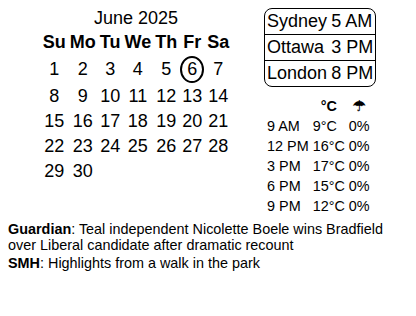 June 2025
Su Mo Tu We Th Fr Sa
1 2 3 4 5 6 7
8 9 10 11 12 13 14
15 16 17 18 19 20 21
22 23 24 25 26 27 28
29 30
Sydney 5 AM
Ottawa 3 PM
London 8 PM
°C ☂
9 AM 9°C 0%
12 PM 16°C 0%
3 PM 17°C 0%
6 PM 15°C 0%
9 PM 12°C 0%
Guardian: Teal independent Nicolette Boele wins Bradfield
over Liberal candidate after dramatic recount
SMH: Highlights from a walk in the park